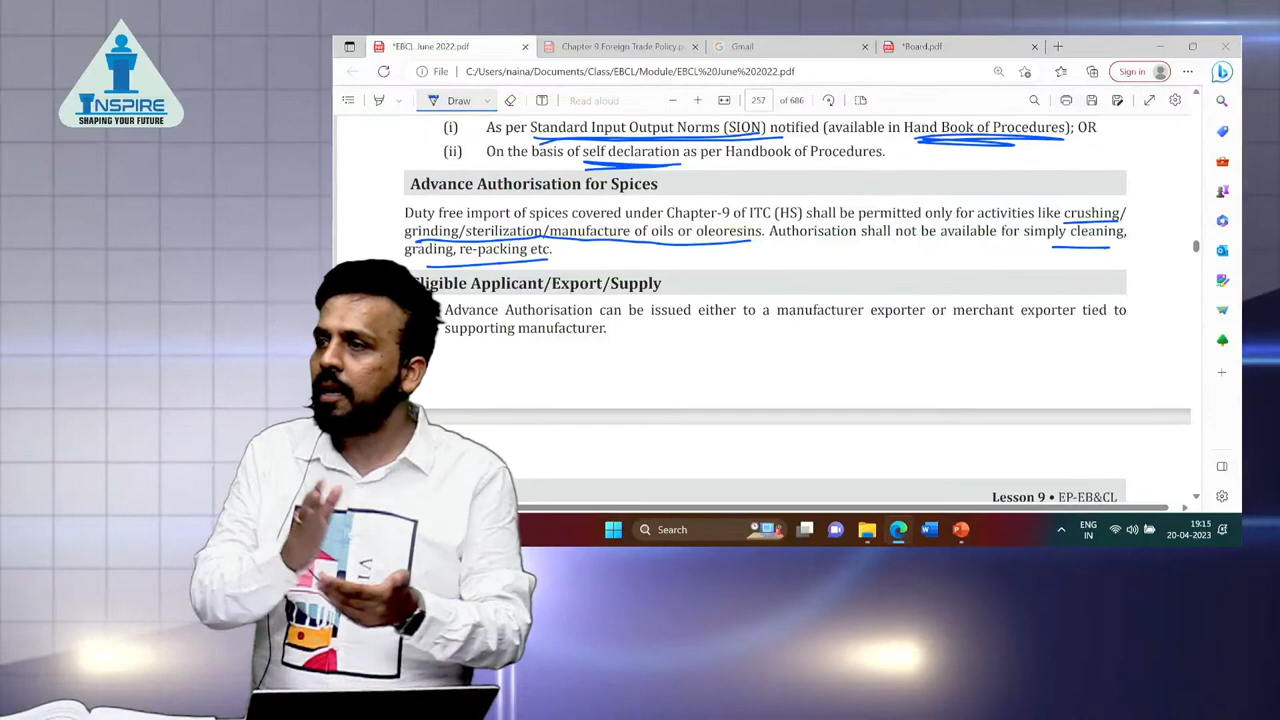 INSPIRE
SHAPING YOUR FUTURE
*EBCL June 2022.pdf
Chapter 9 Foreign Trade Policy.p
Gmail
*Board.pdf
File
C:/Users/naina/Documents/Class/EBCL/Module/EBCL%20June%202022.pdf
Sign in
Draw
Read aloud
257 of 686
(i) As per Standard Input Output Norms (SION) notified (available in Hand Book of Procedures); OR
(ii) On the basis of self declaration as per Handbook of Procedures.
Advance Authorisation for Spices
Duty free import of spices covered under Chapter-9 of ITC (HS) shall be permitted only for activities like crushing/
grinding/sterilization/manufacture of oils or oleoresins. Authorisation shall not be available for simply cleaning,
grading, re-packing etc.
ligible Applicant/Export/Supply
Advance Authorisation can be issued either to a manufacturer exporter or merchant exporter tied to
supporting manufacturer.
Lesson 9 • EP-EB&CL
Search
ENG
IN
19:15
20-04-2023
VI